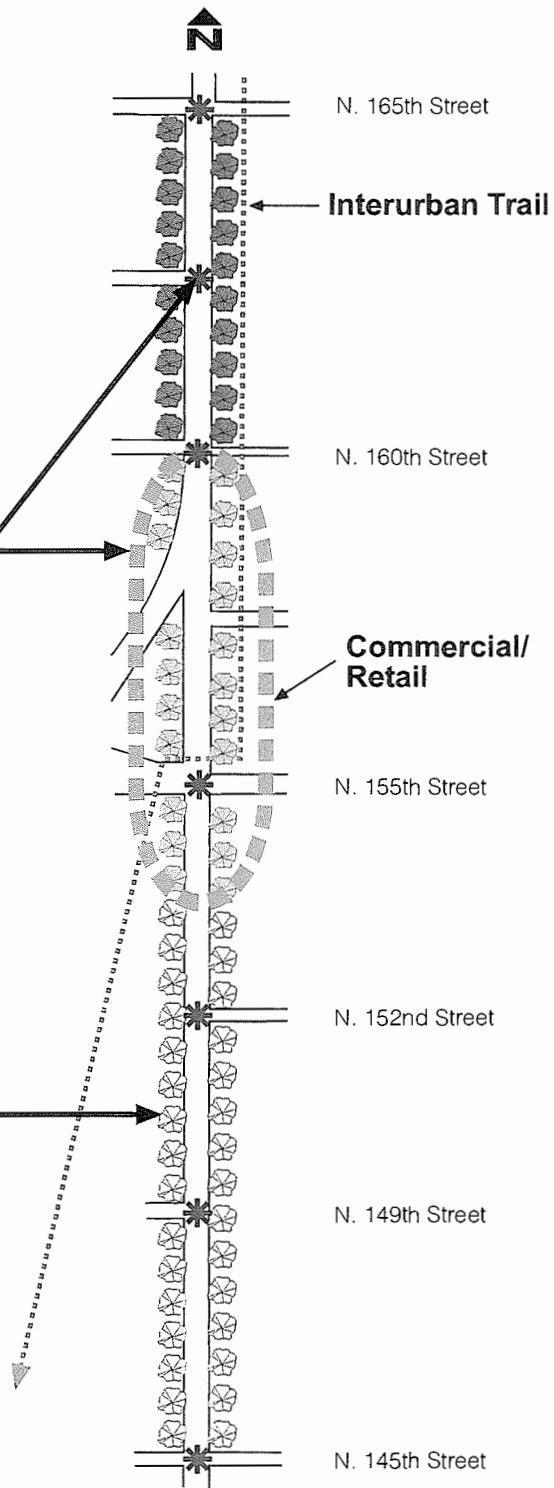 N
N. 165th Street
Interurban Trail
N. 160th Street
Commercial/
Retail
N. 155th Street
N. 152nd Street
N. 149th Street
N. 145th Street